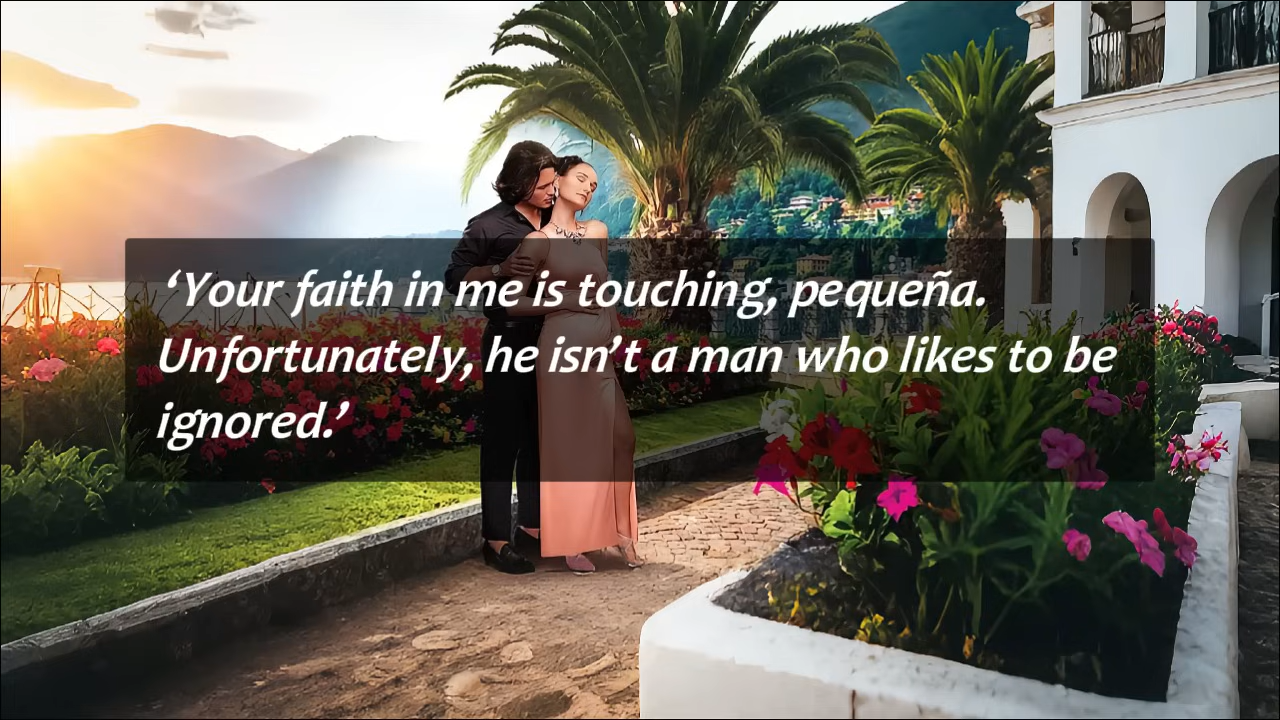 ‘Your faith in me is touching, pequeña.
Unfortunately, he isn’t a man who likes to be
ignored.’